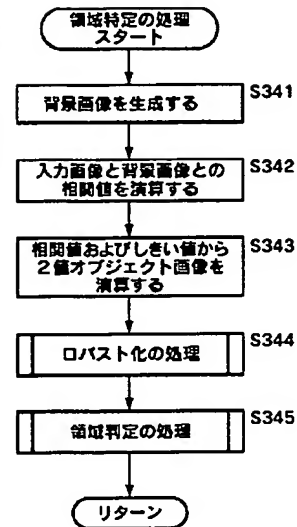 領域特定の処理
スタート
S341
背景画像を生成する
S342
入力画像と背景画像との
相関値を演算する
S343
相関値およびしきい値から
2値オブジェクト画像を
演算する
S344
ロバスト化の処理
S345
領域判定の処理
リターン